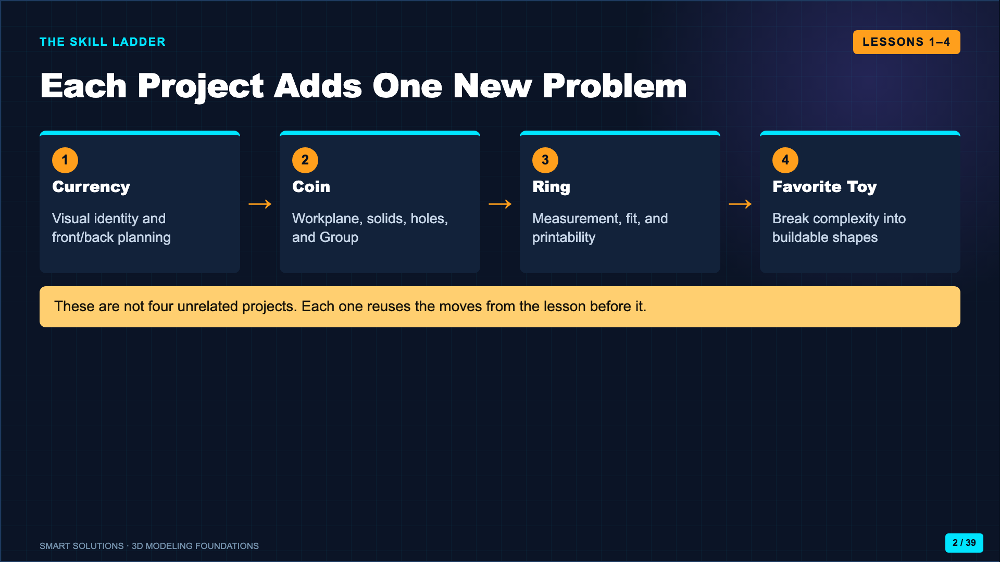 THE SKILL LADDER
LESSONS 1–4
Each Project Adds One New Problem
1
Currency
Visual identity and
front/back planning
→
2
Coin
Workplane, solids, holes,
and Group
→
3
Ring
Measurement, fit, and
printability
→
4
Favorite Toy
Break complexity into
buildable shapes
These are not four unrelated projects. Each one reuses the moves from the lesson before it.
SMART SOLUTIONS · 3D MODELING FOUNDATIONS
2 / 39